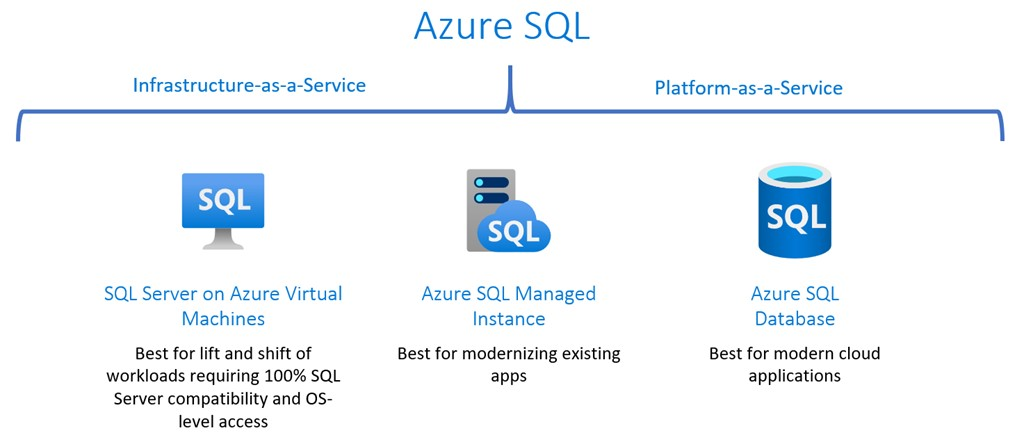 Azure SQL
Infrastructure-as-a-Service
Platform-as-a-Service
SQL
SQL
SQL
SQL Server on Azure Virtual
Machines
Best for lift and shift of
workloads requiring 100% SQL
Server compatibility and OS-
level access
Azure SQL Managed
Instance
Best for modernizing existing
apps
Azure SQL
Database
Best for modern cloud
applications